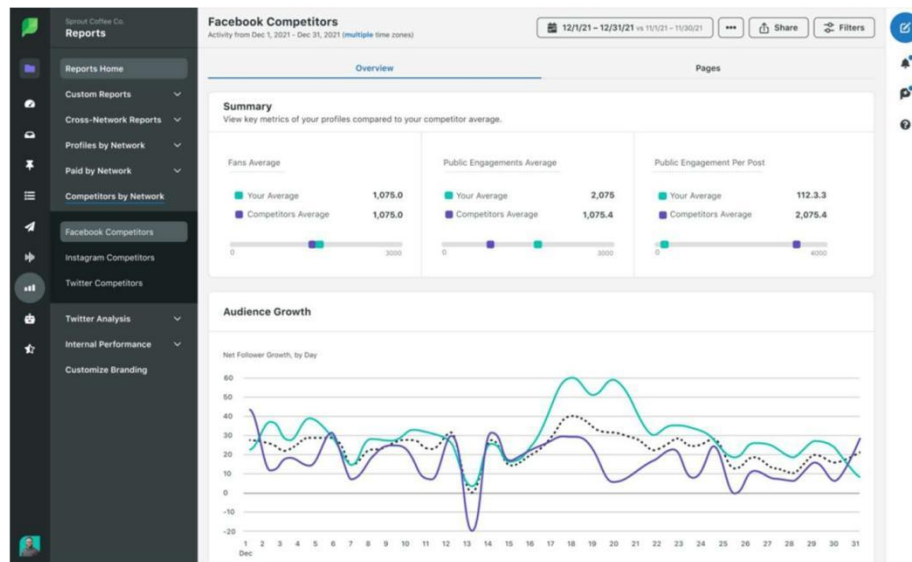 Sprout Coffee Co.
Reports
Reports Home
Custom Reports
Cross-Network Reports
Profiles by Network
Paid by Network
Competitors by Network
Facebook Competitors
Instagram Competitors
Twitter Competitors
Twitter Analysis
Internal Performance
Customize Branding
Facebook Competitors
Activity from Dec 1, 2021 - Dec 31, 2021 (multiple time zones)
12/1/21 – 12/31/21 vs 11/1/21 – 11/30/21
Share
Filters
Overview
Pages
Summary
View key metrics of your profiles compared to your competitor average.
Fans Average
Your Average 1,075.0
Competitors Average 1,075.0
0 3000
Public Engagements Average
Your Average 2,075
Competitors Average 1,075.4
0 3000
Public Engagement Per Post
Your Average 112.3.3
Competitors Average 2,075.4
0 4000
Audience Growth
Net Follower Growth, by Day
60
50
40
30
20
10
0
-10
-20
1 2 3 4 5 6 7 8 9 10 11 12 13 14 15 16 17 18 19 20 21 22 23 24 25 26 27 28 29 30 31
Dec